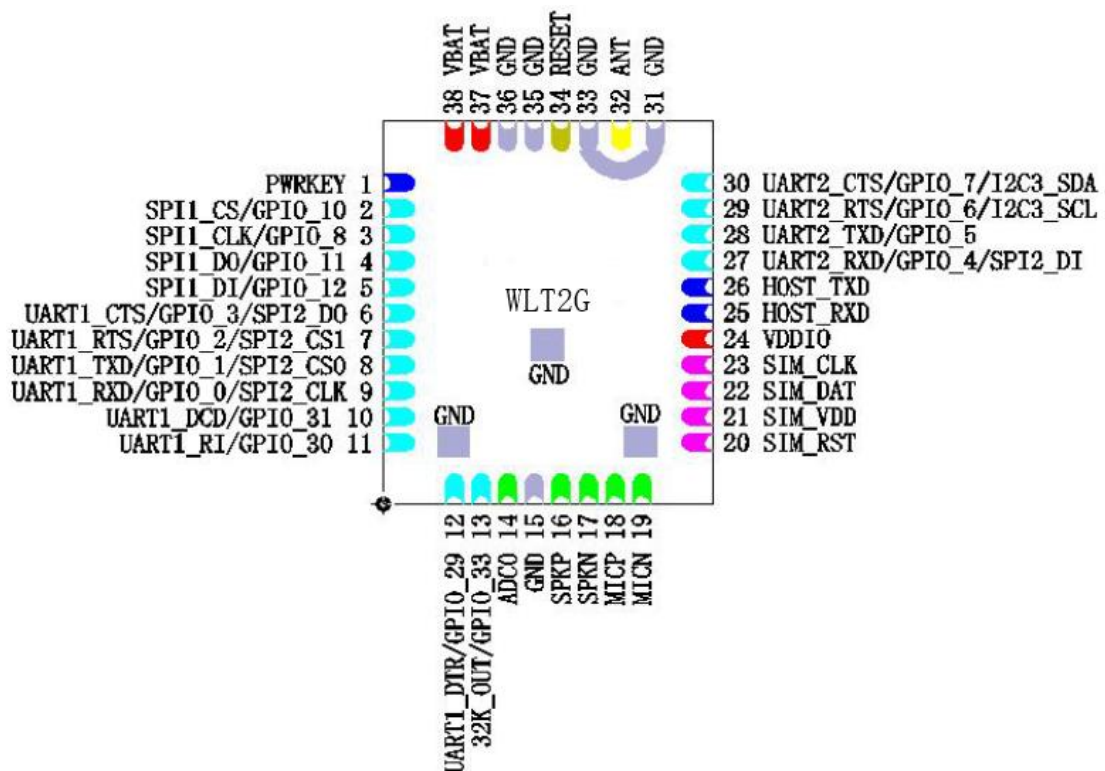 38 VBAT
37 VBAT
36 GND
35 GND
34 RESET
33 GND
32 ANT
31 GND
PWRKEY 1
SPI1_CS/GPIO_10 2
SPI1_CLK/GPIO_8 3
SPI1_DO/GPIO_11 4
SPI1_DI/GPIO_12 5
UART1_CTS/GPIO_3/SPI2_DO 6
UART1_RTS/GPIO_2/SPI2_CS1 7
UART1_TXD/GPIO_1/SPI2_CS0 8
UART1_RXD/GPIO_0/SPI2_CLK 9
UART1_DCD/GPIO_31 10
UART1_RI/GPIO_30 11
WLT2G
GND
GND
GND
30 UART2_CTS/GPIO_7/I2C3_SDA
29 UART2_RTS/GPIO_6/I2C3_SCL
28 UART2_TXD/GPIO_5
27 UART2_RXD/GPIO_4/SPI2_DI
26 HOST_TXD
25 HOST_RXD
24 VDDIO
23 SIM_CLK
22 SIM_DAT
21 SIM_VDD
20 SIM_RST
UART1_DTR/GPIO_29 12
32K_OUT/GPIO_33 13
ADC0 14
GND 15
SPKP 16
SPKN 17
MICP 18
MICN 19